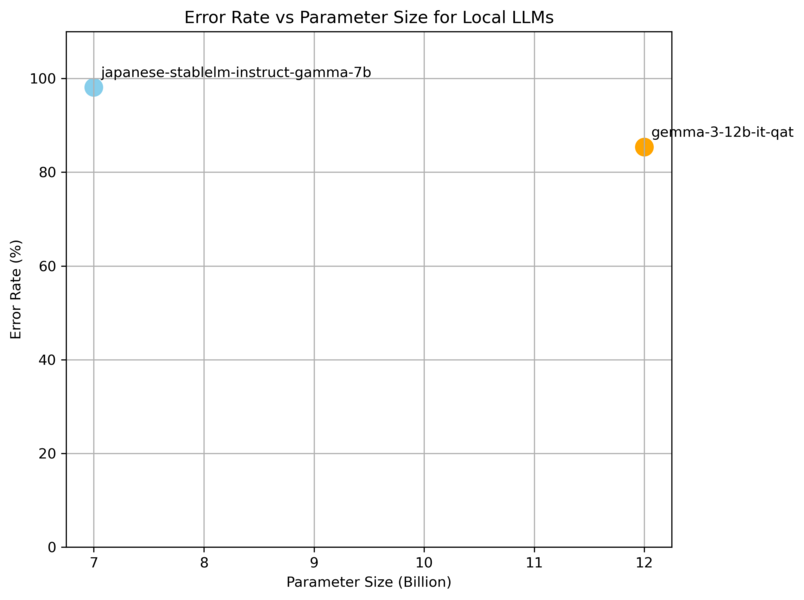 Error Rate vs Parameter Size for Local LLMs
japanese-stablelm-instruct-gamma-7b
gemma-3-12b-it-qat
Error Rate (%)
100
80
60
40
20
0
7 8 9 10 11 12
Parameter Size (Billion)